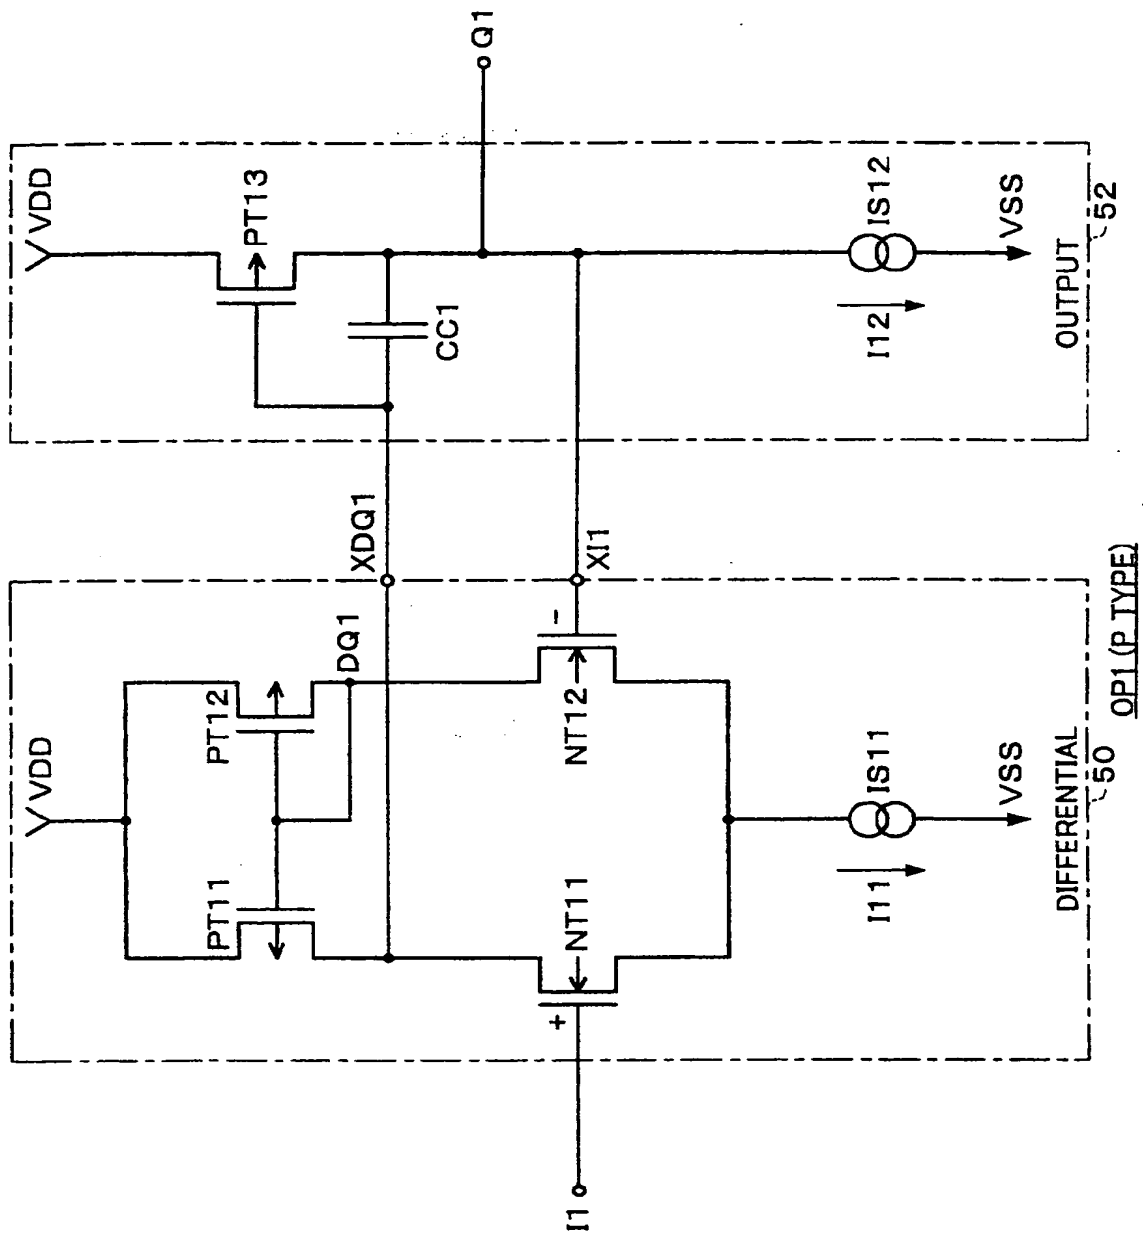 VDD
VDD
PT11
PT12
PT13
DQ1
XDQ1
CC1
Q1
I1
+
NT11
NT12
-
XI1
I11
IS11
I12
IS12
VSS
VSS
DIFFERENTIAL
50
OUTPUT
52
OP1(P TYPE)